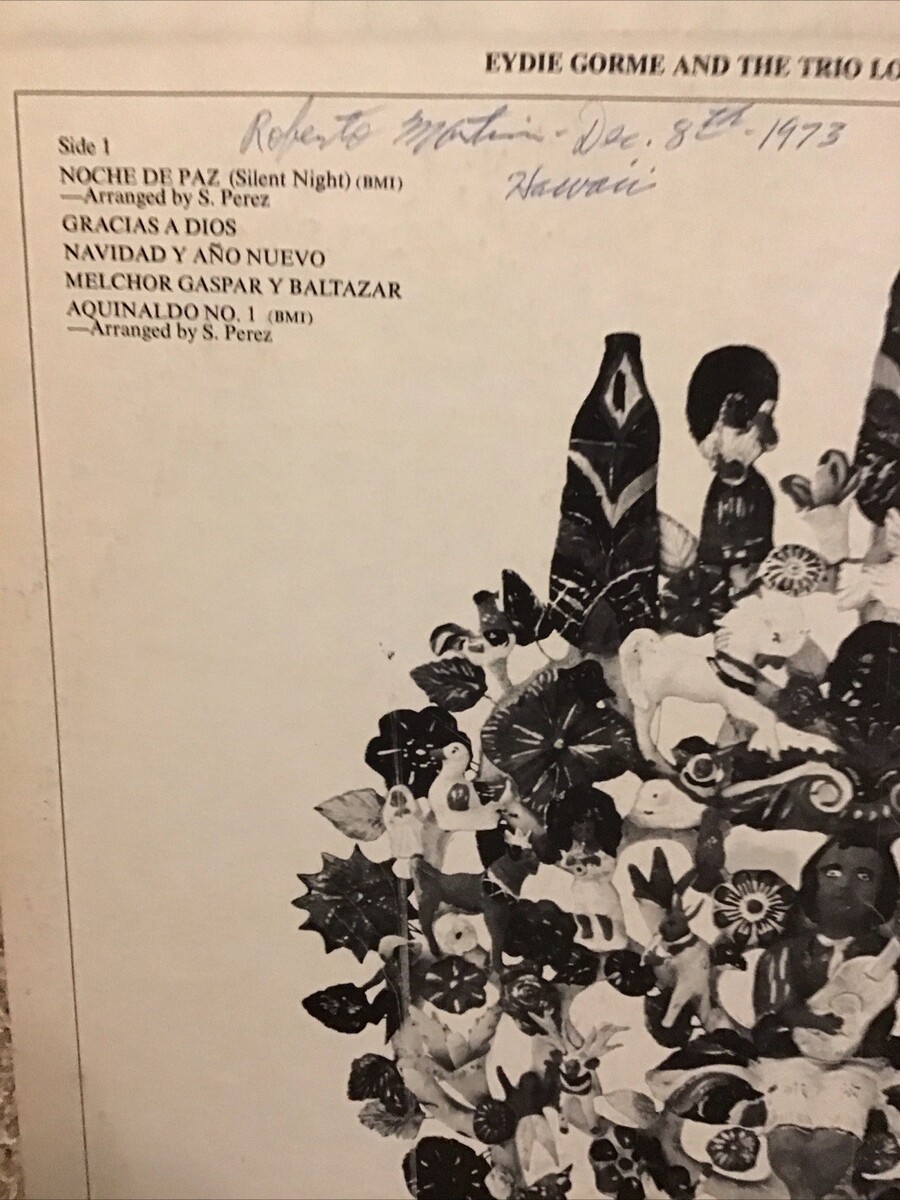 EYDIE GORME AND THE TRIO LO
Roberto Martin - Dec. 8th - 1973
Hawaii
Side 1
NOCHE DE PAZ (Silent Night) (BMI)
—Arranged by S. Perez
GRACIAS A DIOS
NAVIDAD Y AÑO NUEVO
MELCHOR GASPAR Y BALTAZAR
AQUINALDO NO. 1 (BMI)
—Arranged by S. Perez